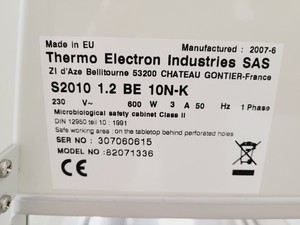 Made in EU Manufactured : 2007-6
Thermo Electron Industries SAS
Zi d'Aze Bellitourne 53200 CHATEAU GONTIER-France
S2010 1.2 BE 10N-K
230 V~ 600 W 3 A 50 Hz 1 Phase
Microbiological safety cabinet Class II
DIN 12950 teil 10 : 1991
Safe working area : on the tabletop behind perforated holes
SER NO : 307060615
MODEL NO : 82071336
CE